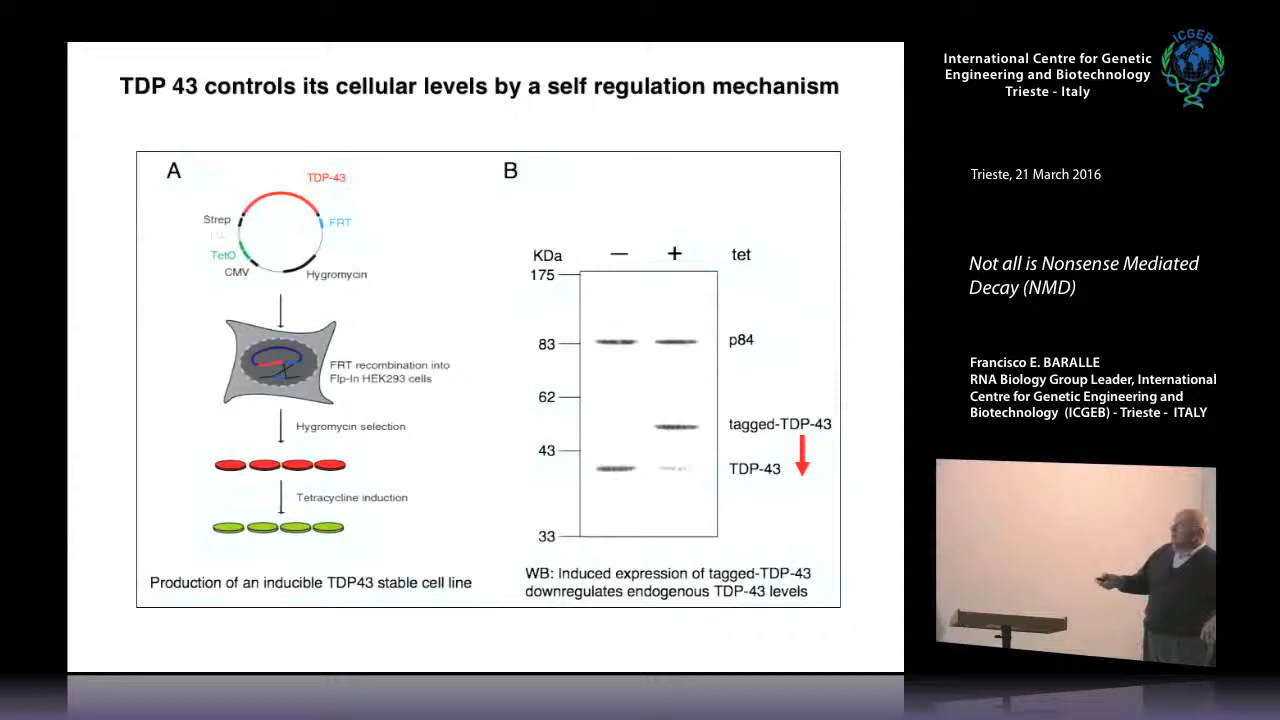 TDP 43 controls its cellular levels by a self regulation mechanism
A
TDP-43
Strep
FRT
TetO
CMV
Hygromycin
FRT recombination into
Flp-In HEK293 cells
Hygromycin selection
Tetracycline induction
Production of an inducible TDP43 stable cell line
B
KDa
— + tet
175
83
62
43
33
p84
tagged-TDP-43
TDP-43
WB: Induced expression of tagged-TDP-43
downregulates endogenous TDP-43 levels
International Centre for Genetic
Engineering and Biotechnology
Trieste - Italy
ICGEB
Trieste, 21 March 2016
Not all is Nonsense Mediated
Decay (NMD)
Francisco E. BARALLE
RNA Biology Group Leader, International
Centre for Genetic Engineering and
Biotechnology (ICGEB) - Trieste - ITALY